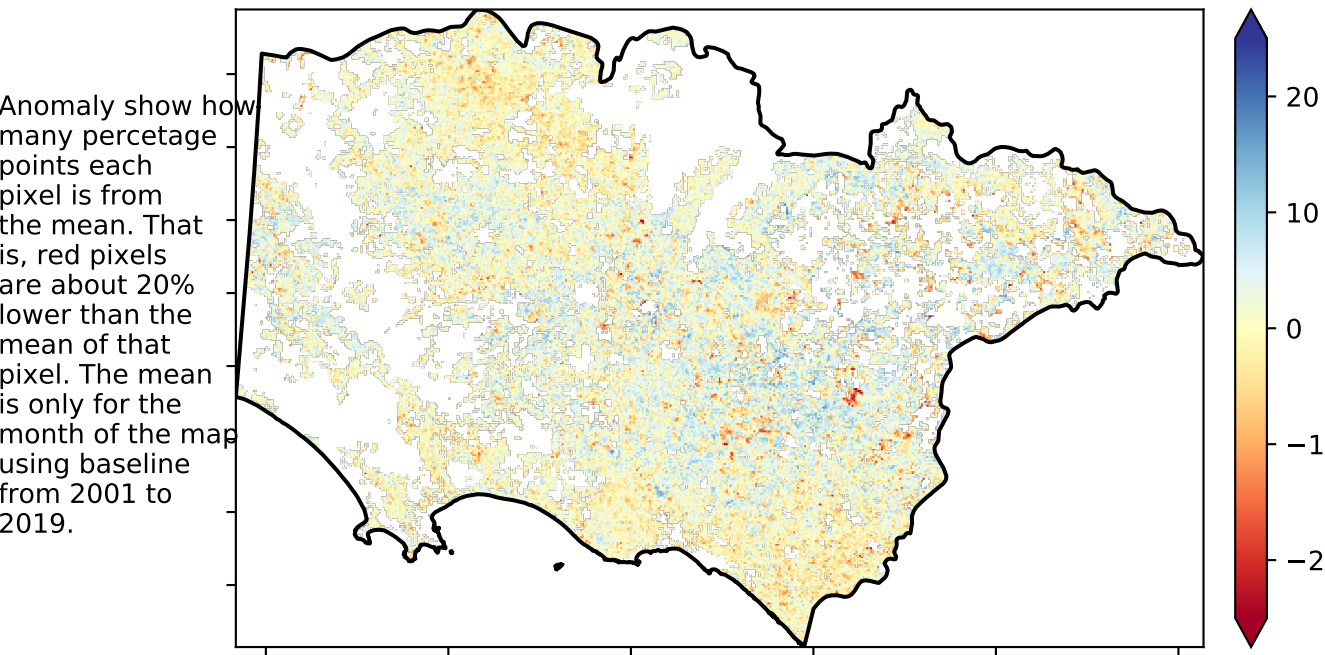 Anomaly show how
many percetage
points each
pixel is from
the mean. That
is, red pixels
are about 20%
lower than the
mean of that
pixel. The mean
is only for the
month of the map
using baseline
from 2001 to
2019.
20
10
0
−1
−2